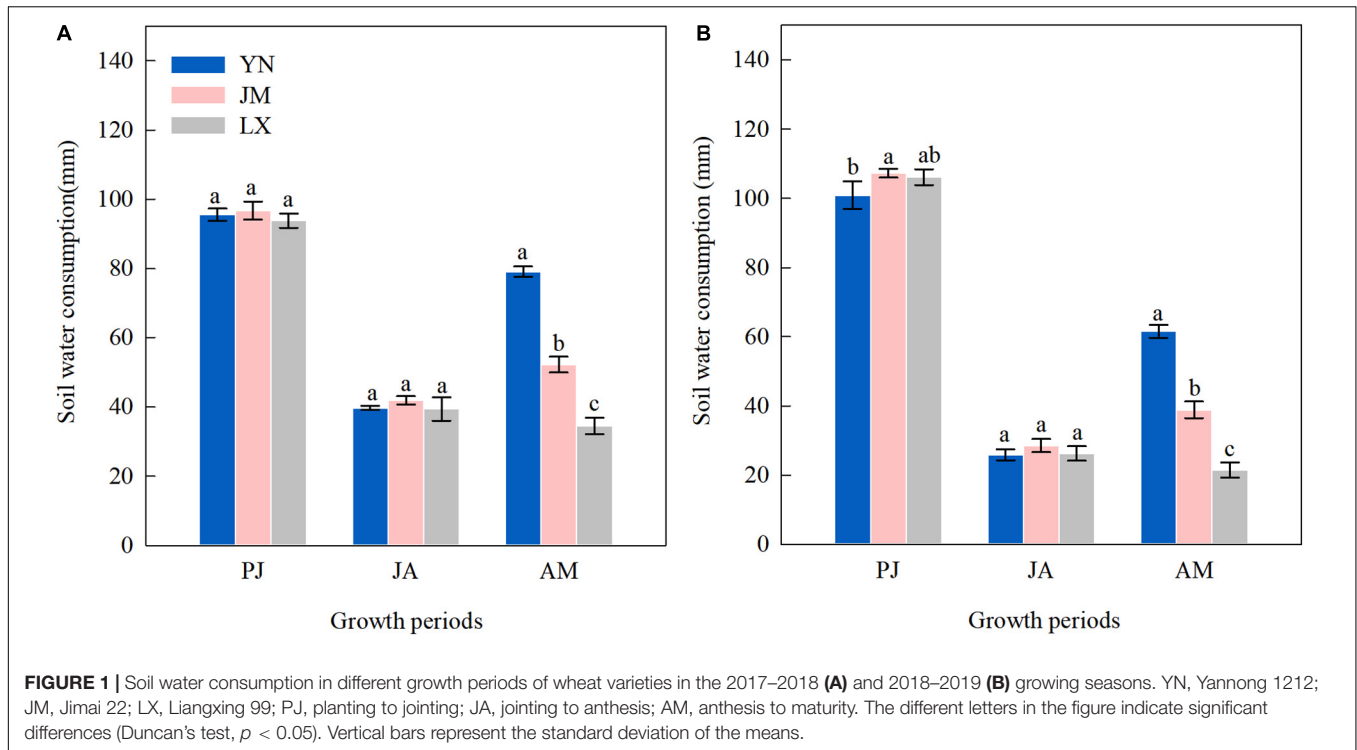 A
Soil water consumption(mm)
140
120
100
80
60
40
20
0
YN
JM
LX
a a a
a a a
a
b
c
PJ JA AM
Growth periods
B
Soil water consumption (mm)
140
120
100
80
60
40
20
0
b a ab
a a a
a
b
c
PJ JA AM
Growth periods
FIGURE 1 | Soil water consumption in different growth periods of wheat varieties in the 2017–2018 (A) and 2018–2019 (B) growing seasons. YN, Yannong 1212;
JM, Jimai 22; LX, Liangxing 99; PJ, planting to jointing; JA, jointing to anthesis; AM, anthesis to maturity. The different letters in the figure indicate significant
differences (Duncan's test, p < 0.05). Vertical bars represent the standard deviation of the means.